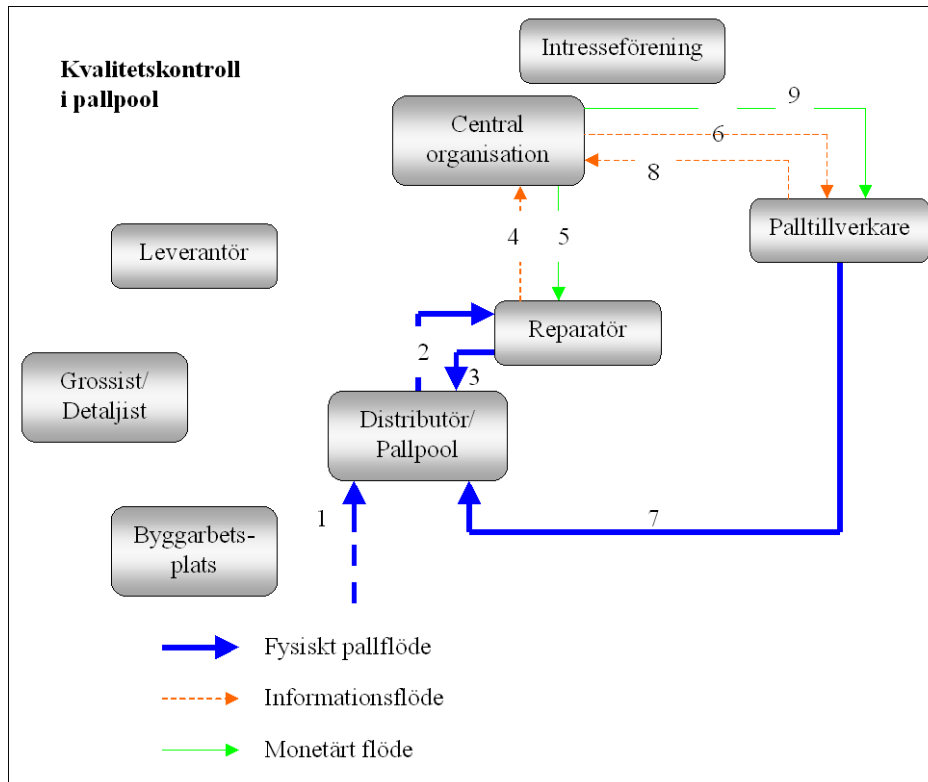 Kvalitetskontroll
i pallpool
Intresseförening
Central
organisation
9
6
8
Palltillverkare
Leverantör
4
5
Reparatör
2
3
Grossist/
Detaljist
Distributör/
Pallpool
1
7
Byggarbets-
plats
Fysiskt pallflöde
Informationsflöde
Monetärt flöde